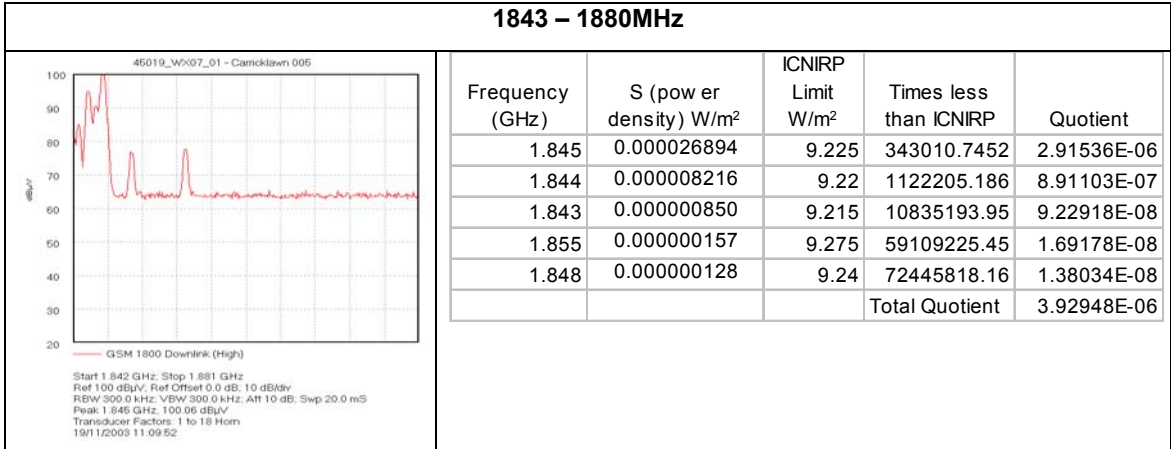 1843 – 1880MHz
45019_WX07_01 - Carricklawn 005
100
90
80
70
60
50
40
30
20
dBµV
GSM 1800 Downlink (High)
Start 1.842 GHz; Stop 1.881 GHz
Ref 100 dBµV; Ref Offset 0.0 dB; 10 dB/div
RBW 300.0 kHz; VBW 300.0 kHz; Att 10 dB; Swp 20.0 mS
Peak 1.845 GHz, 100.06 dBµV
Transducer Factors: 1 to 18 Horn
19/11/2003 11:09:52
Frequency (GHz) S (pow er density) W/m² ICNIRP Limit W/m² Times less than ICNIRP Quotient
1.845 0.000026894 9.225 343010.7452 2.91536E-06
1.844 0.000008216 9.22 1122205.186 8.91103E-07
1.843 0.000000850 9.215 10835193.95 9.22918E-08
1.855 0.000000157 9.275 59109225.45 1.69178E-08
1.848 0.000000128 9.24 72445818.16 1.38034E-08
Total Quotient 3.92948E-06